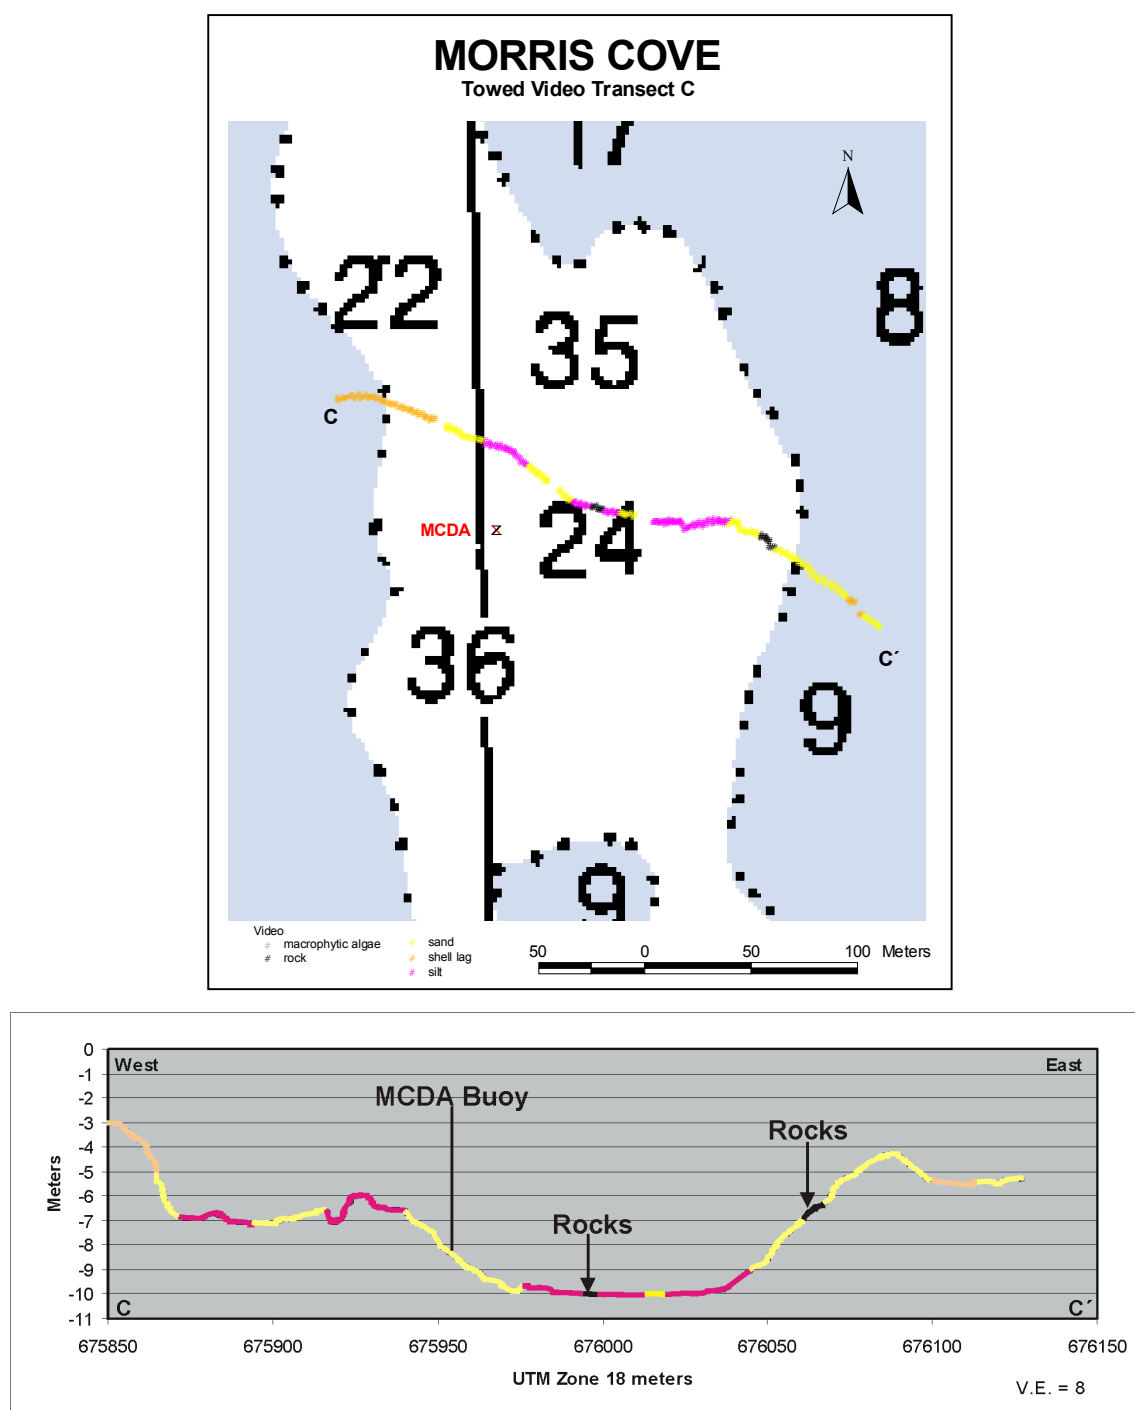 MORRIS COVE
Towed Video Transect C
17
N
22
8
35
C
MCDA
24
36
C´
9
9
Video
macrophytic algae
rock
sand
shell lag
silt
50 0 50 100 Meters
0
-1
-2
-3
-4
-5
-6
-7
-8
-9
-10
-11
Meters
West
East
MCDA Buoy
Rocks
Rocks
C
C´
675850 675900 675950 676000 676050 676100 676150
UTM Zone 18 meters
V.E. = 8